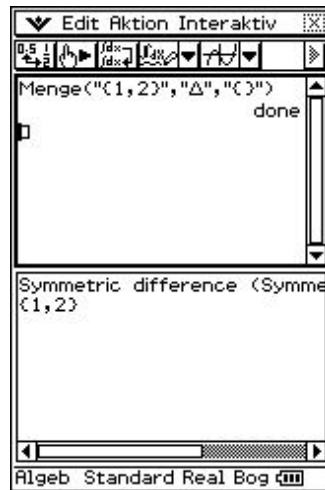 Edit Aktion Interaktiv
Menge("{1,2}","Δ","{}")
done
Symmetric difference (Symme
{1,2}
Algeb Standard Real Bog